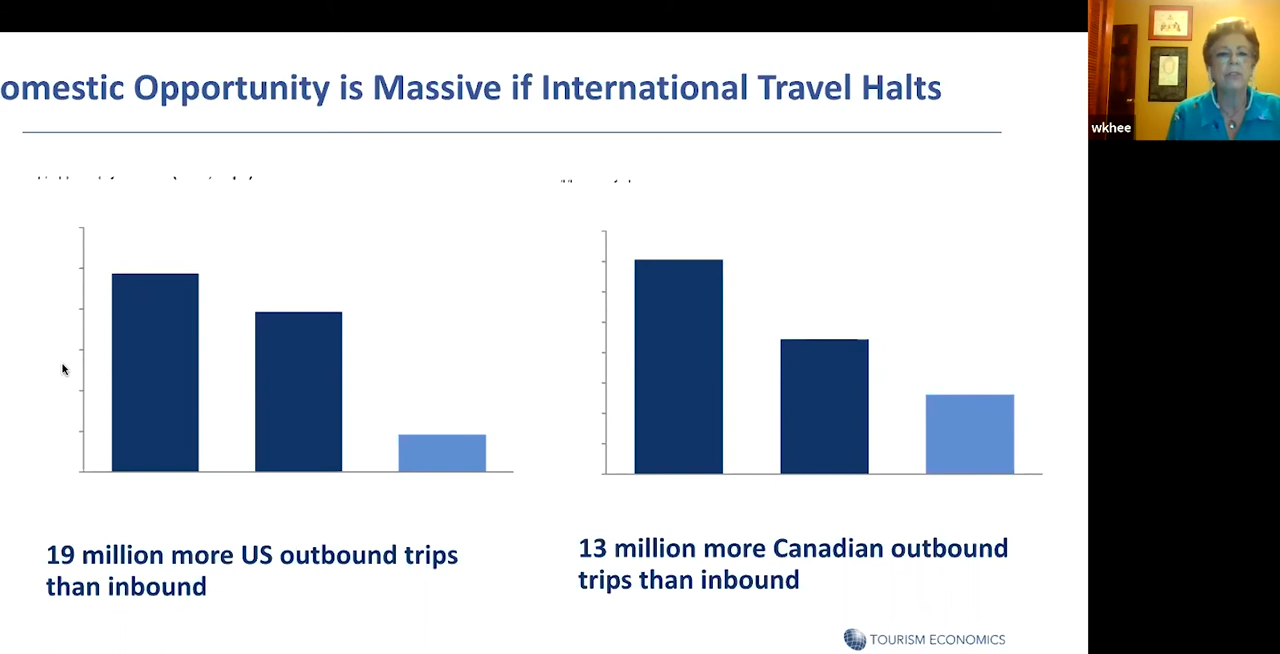 omestic Opportunity is Massive if International Travel Halts
wkhee
19 million more US outbound trips
than inbound
13 million more Canadian outbound
trips than inbound
TOURISM ECONOMICS